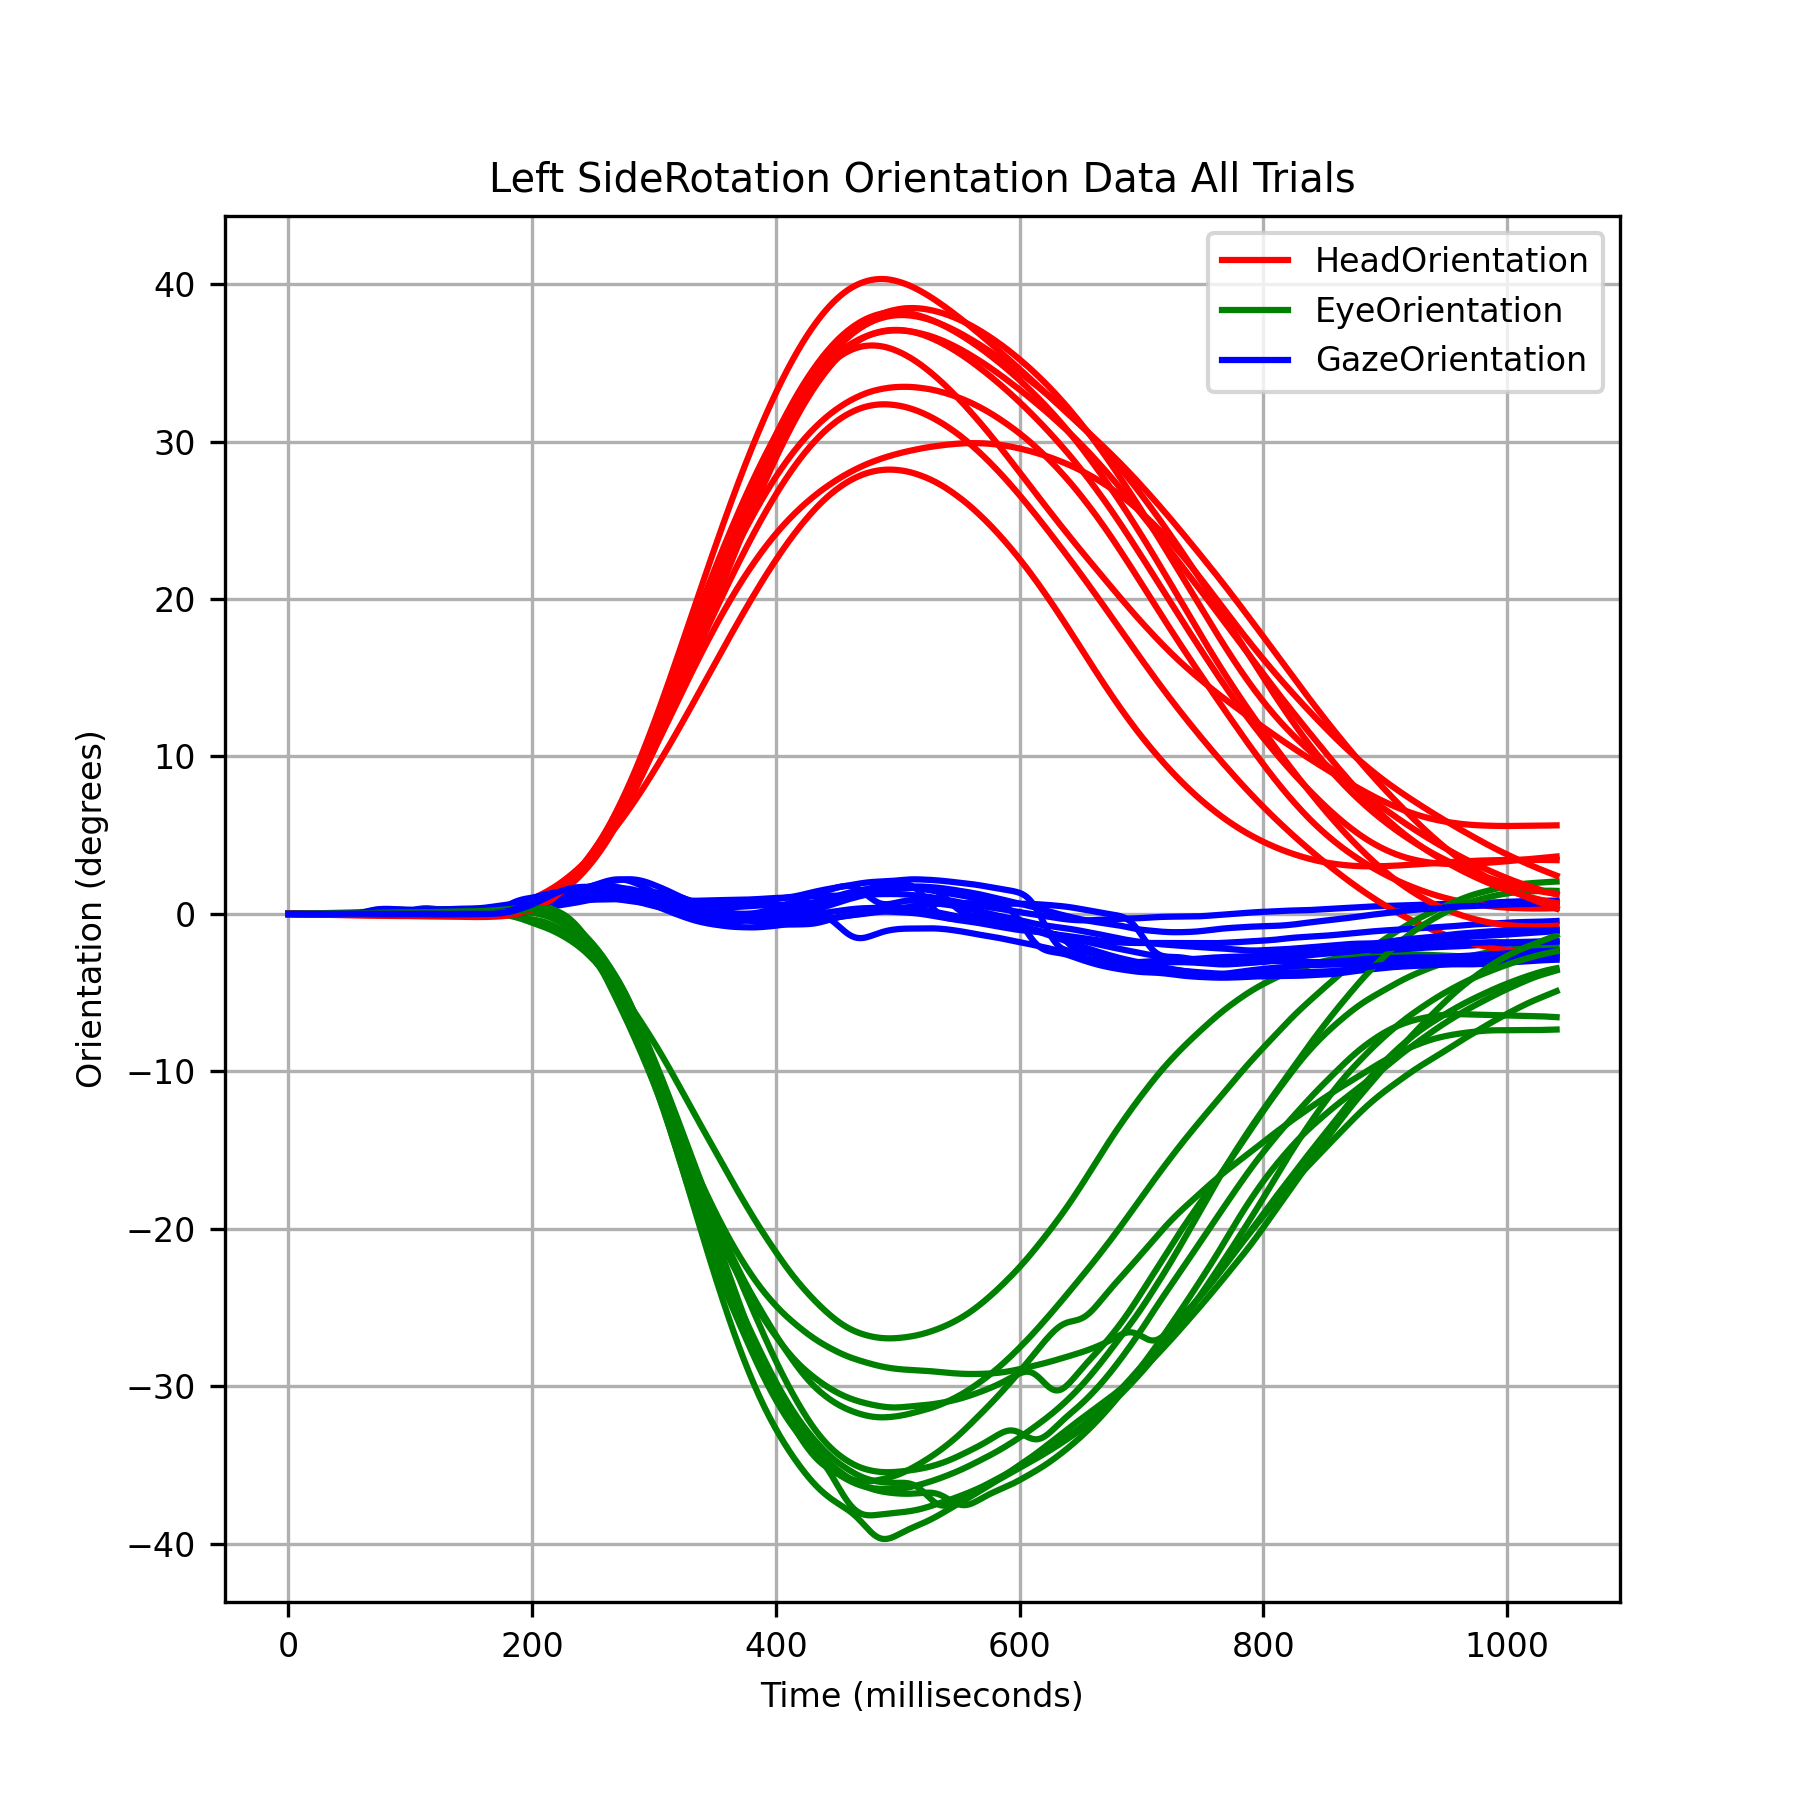 Left SideRotation Orientation Data All Trials
HeadOrientation
EyeOrientation
GazeOrientation
Orientation (degrees)
40
30
20
10
0
−10
−20
−30
−40
0 200 400 600 800 1000
Time (milliseconds)